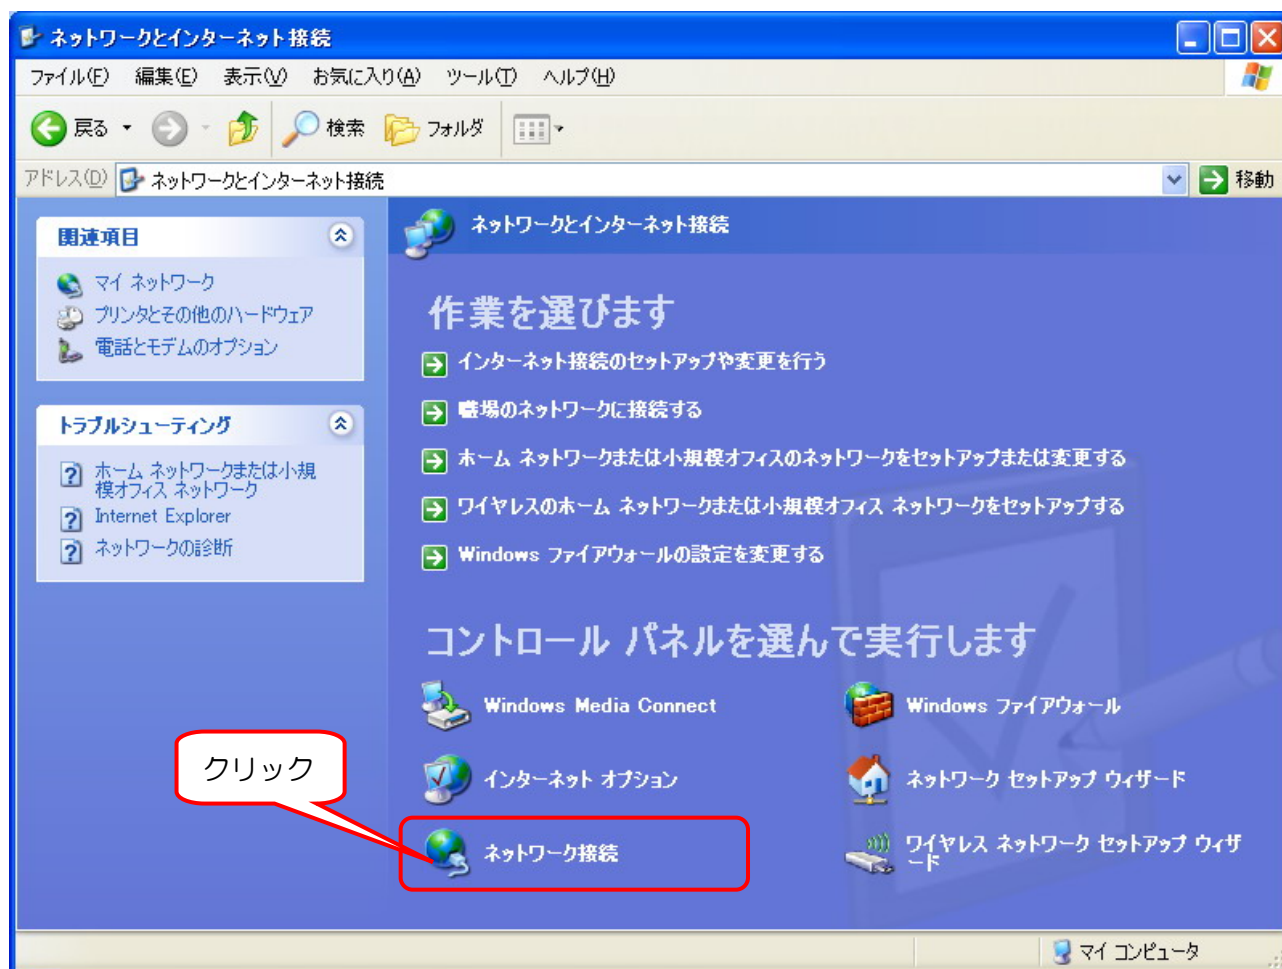 ネットワークとインターネット接続
ファイル(F) 編集(E) 表示(V) お気に入り(A) ツール(T) ヘルプ(H)
戻る 検索 フォルダ
アドレス(D) ネットワークとインターネット接続 移動
関連項目
マイ ネットワーク
プリンタとその他のハードウェア
電話とモデムのオプション
トラブルシューティング
ホーム ネットワークまたは小規
模オフィス ネットワーク
Internet Explorer
ネットワークの診断
ネットワークとインターネット接続
作業を選びます
インターネット接続のセットアップや変更を行う
職場のネットワークに接続する
ホーム ネットワークまたは小規模オフィスのネットワークをセットアップまたは変更する
ワイヤレスのホーム ネットワークまたは小規模オフィス ネットワークをセットアップする
Windows ファイアウォールの設定を変更する
コントロール パネルを選んで実行します
Windows Media Connect
Windows ファイアウォール
クリック
インターネット オプション
ネットワーク セットアップ ウィザード
ネットワーク接続
ワイヤレス ネットワーク セットアップ ウィザ
ード
マイ コンピュータ